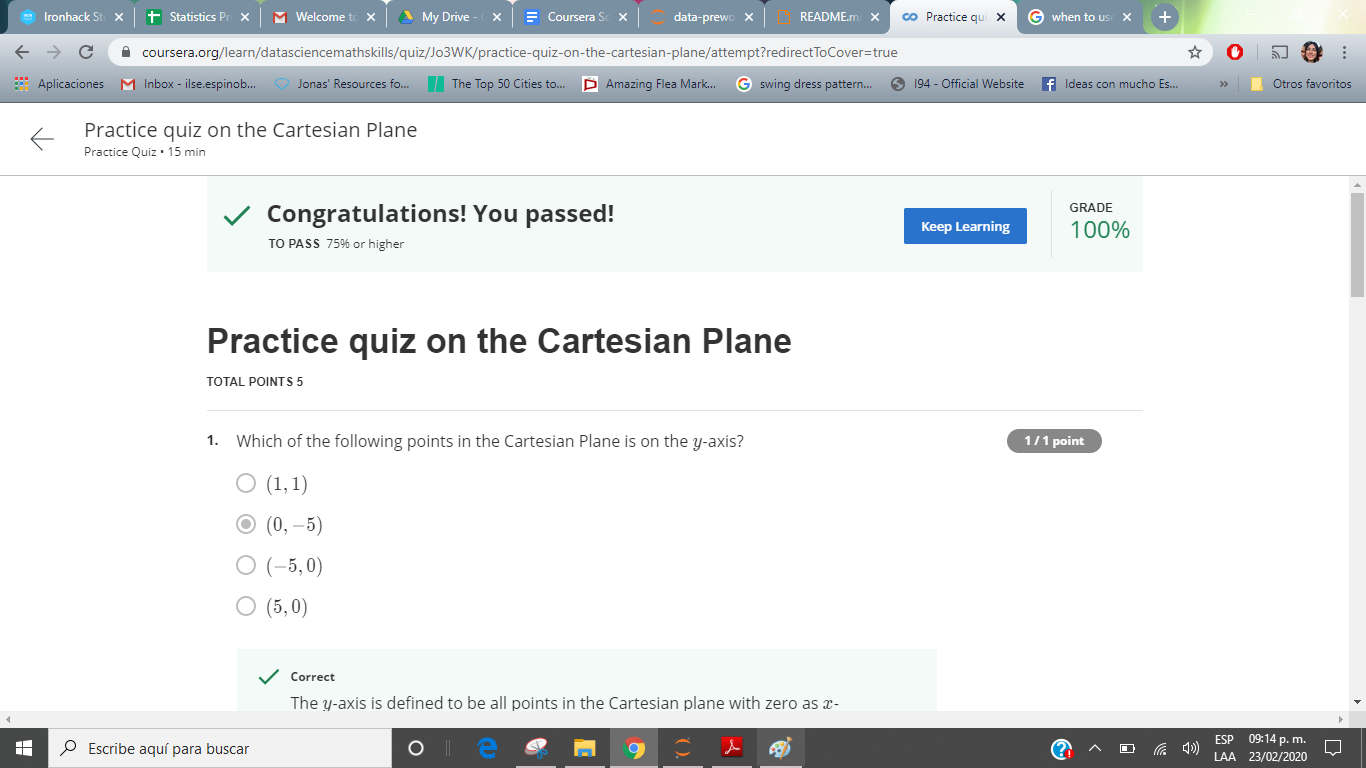 Ironhack St
Statistics Pr
Welcome to
My Drive -
Coursera Sc
data-prewo
README.m
Practice qui
when to use
coursera.org/learn/datasciencemathskills/quiz/Jo3WK/practice-quiz-on-the-cartesian-plane/attempt?redirectToCover=true
Aplicaciones
Inbox - ilse.espinob...
Jonas' Resources fo...
The Top 50 Cities to...
Amazing Flea Mark...
swing dress pattern...
I94 - Official Website
Ideas con mucho Es...
»
Otros favoritos
Practice quiz on the Cartesian Plane
Practice Quiz • 15 min
Congratulations! You passed!
TO PASS 75% or higher
Keep Learning
GRADE
100%
Practice quiz on the Cartesian Plane
TOTAL POINTS 5
1. Which of the following points in the Cartesian Plane is on the y-axis?
1 / 1 point
(1, 1)
(0, −5)
(−5, 0)
(5, 0)
Correct
The y-axis is defined to be all points in the Cartesian plane with zero as x-
Escribe aquí para buscar
ESP
LAA
09:14 p. m.
23/02/2020